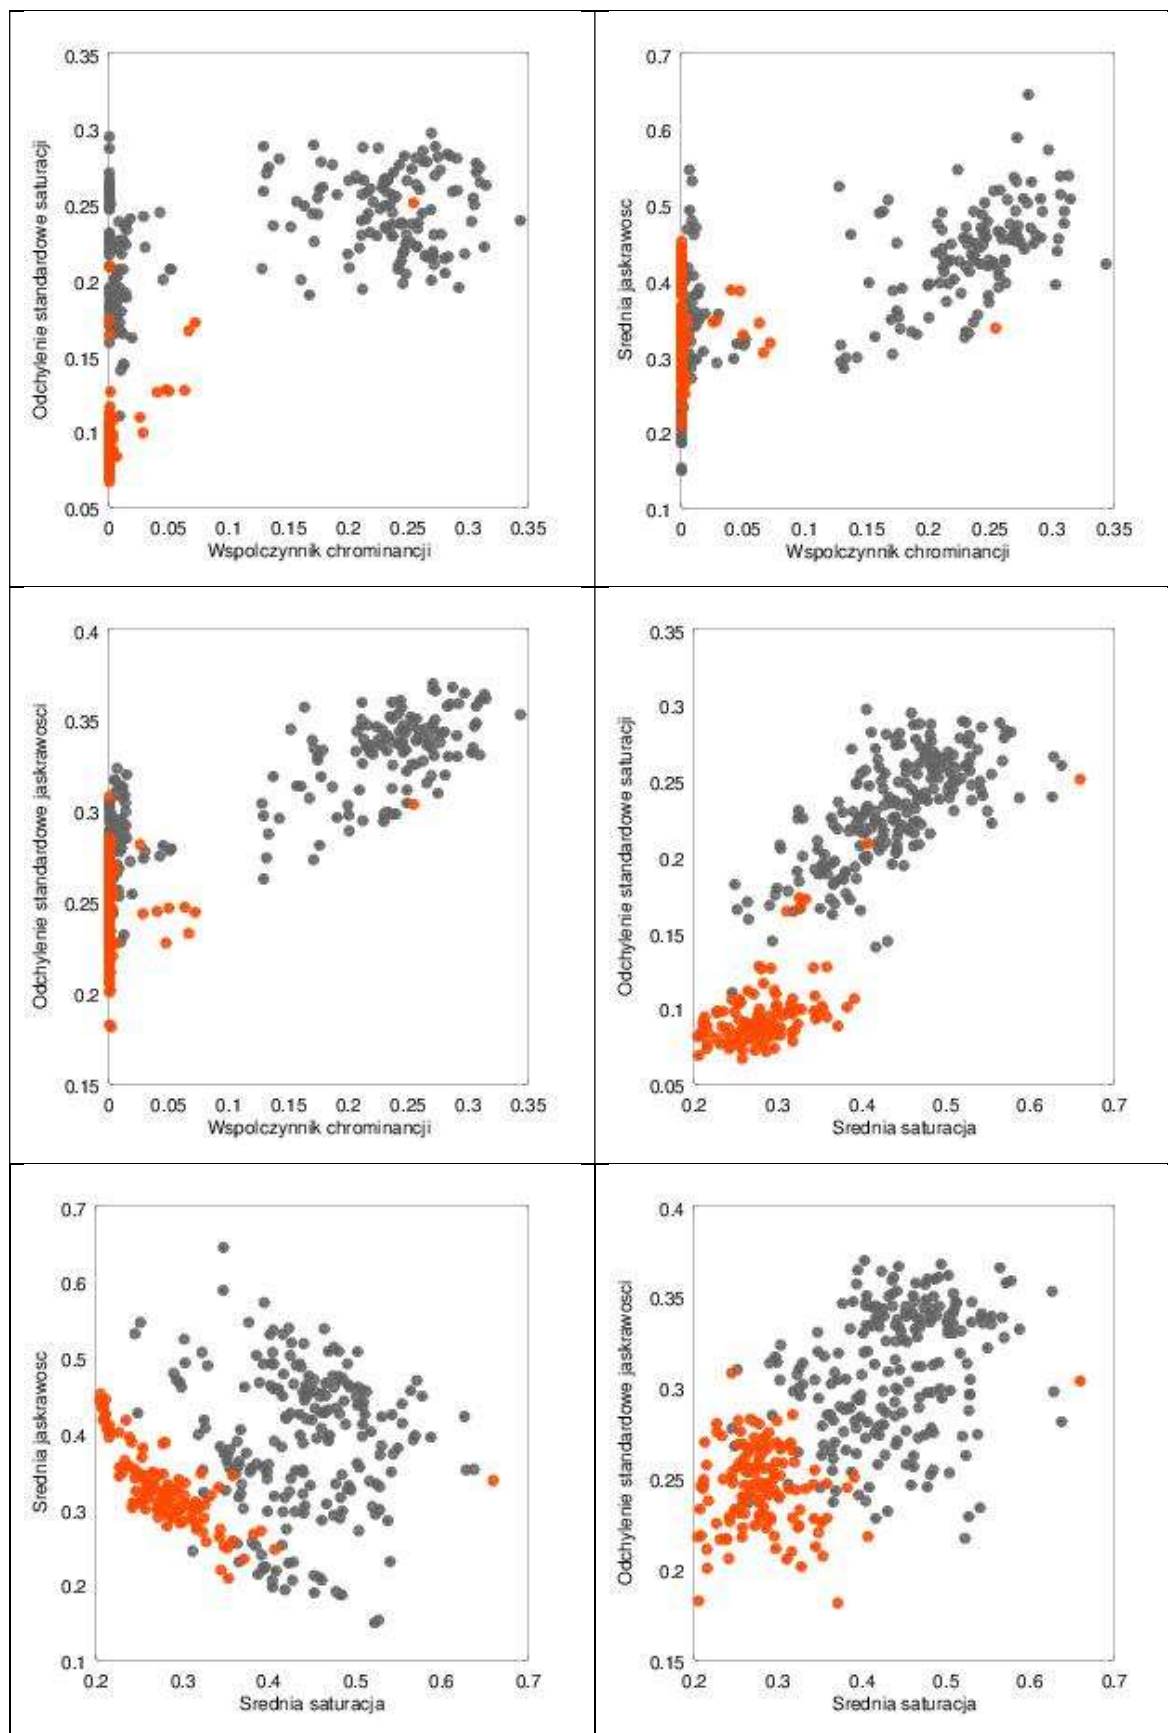 0.35
0.3
0.25
0.2
0.15
0.1
0.05
Odchylenie standardowe saturacji
0 0.05 0.1 0.15 0.2 0.25 0.3 0.35
Wspolczynnik chrominancji
0.7
0.6
0.5
0.4
0.3
0.2
0.1
Srednia jaskrawosc
0 0.05 0.1 0.15 0.2 0.25 0.3 0.35
Wspolczynnik chrominancji
0.4
0.35
0.3
0.25
0.2
0.15
Odchylenie standardowe jaskrawosci
0 0.05 0.1 0.15 0.2 0.25 0.3 0.35
Wspolczynnik chrominancji
0.35
0.3
0.25
0.2
0.15
0.1
0.05
Odchylenie standardowe saturacji
0.2 0.3 0.4 0.5 0.6 0.7
Srednia saturacja
0.7
0.6
0.5
0.4
0.3
0.2
0.1
Srednia jaskrawosc
0.2 0.3 0.4 0.5 0.6 0.7
Srednia saturacja
0.4
0.35
0.3
0.25
0.2
0.15
Odchylenie standardowe jaskrawosci
0.2 0.3 0.4 0.5 0.6 0.7
Srednia saturacja